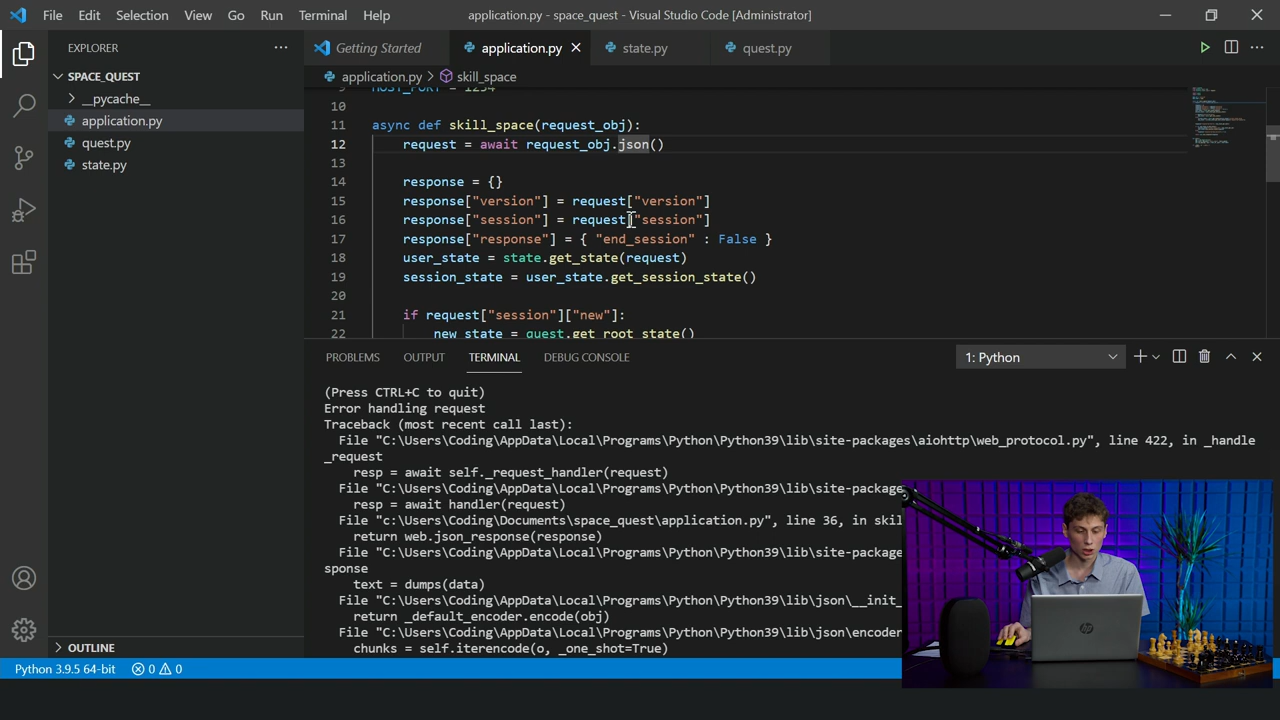 File Edit Selection View Go Run Terminal Help application.py - space_quest - Visual Studio Code [Administrator]
EXPLORER
Getting Started application.py state.py quest.py
SPACE_QUEST
application.py > skill_space
__pycache__
application.py
quest.py
state.py
9 HOST_PORT = 1234
10
11 async def skill_space(request_obj):
12 request = await request_obj.json()
13
14 response = {}
15 response["version"] = request["version"]
16 response["session"] = request["session"]
17 response["response"] = { "end_session" : False }
18 user_state = state.get_state(request)
19 session_state = user_state.get_session_state()
20
21 if request["session"]["new"]:
22 new_state = quest.get_root_state()
PROBLEMS OUTPUT TERMINAL DEBUG CONSOLE 1: Python
(Press CTRL+C to quit)
Error handling request
Traceback (most recent call last):
File "C:\Users\Coding\AppData\Local\Programs\Python\Python39\lib\site-packages\aiohttp\web_protocol.py", line 422, in _handle
_request
resp = await self._request_handler(request)
File "C:\Users\Coding\AppData\Local\Programs\Python\Python39\lib\site-packages
resp = await handler(request)
File "c:\Coding\Documents\space_quest\application.py", line 36, in skil
return web.json_response(response)
File "C:\Users\Coding\AppData\Local\Programs\Python\Python39\lib\site-packages
sponse
text = dumps(data)
File "C:\Users\Coding\AppData\Local\Programs\Python\Python39\lib\json\__init_
return _default_encoder.encode(obj)
File "C:\Users\Coding\AppData\Local\Programs\Python\Python39\lib\json\encoder
chunks = self.iterencode(o, _one_shot=True)
OUTLINE
Python 3.9.5 64-bit 0 0
hp